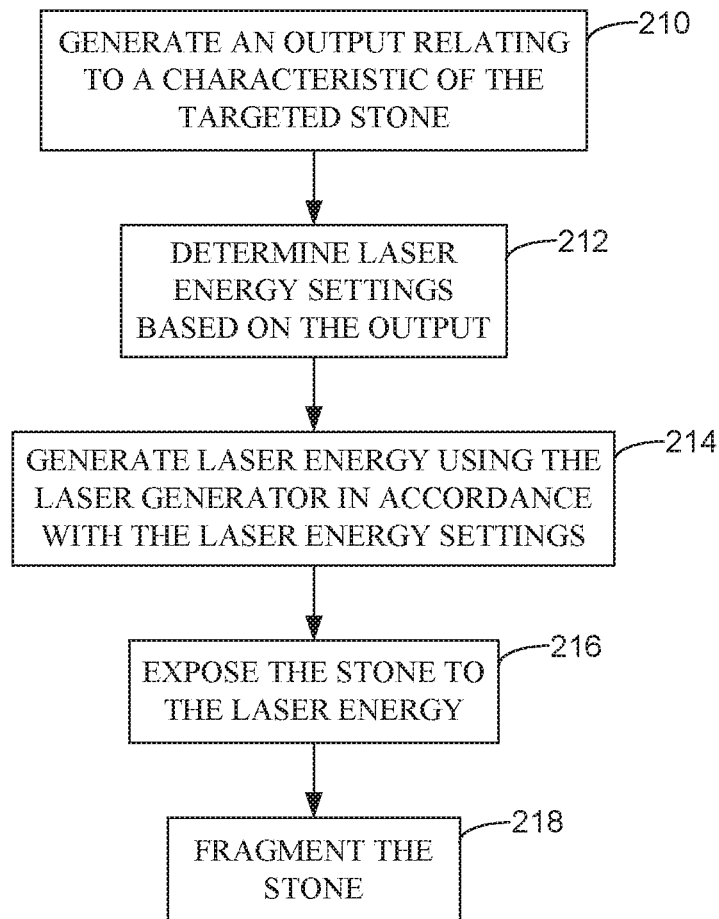 GENERATE AN OUTPUT RELATING
TO A CHARACTERISTIC OF THE
TARGETED STONE
210
DETERMINE LASER
ENERGY SETTINGS
BASED ON THE OUTPUT
212
GENERATE LASER ENERGY USING THE
LASER GENERATOR IN ACCORDANCE
WITH THE LASER ENERGY SETTINGS
214
EXPOSE THE STONE TO
THE LASER ENERGY
216
FRAGMENT THE
STONE
218